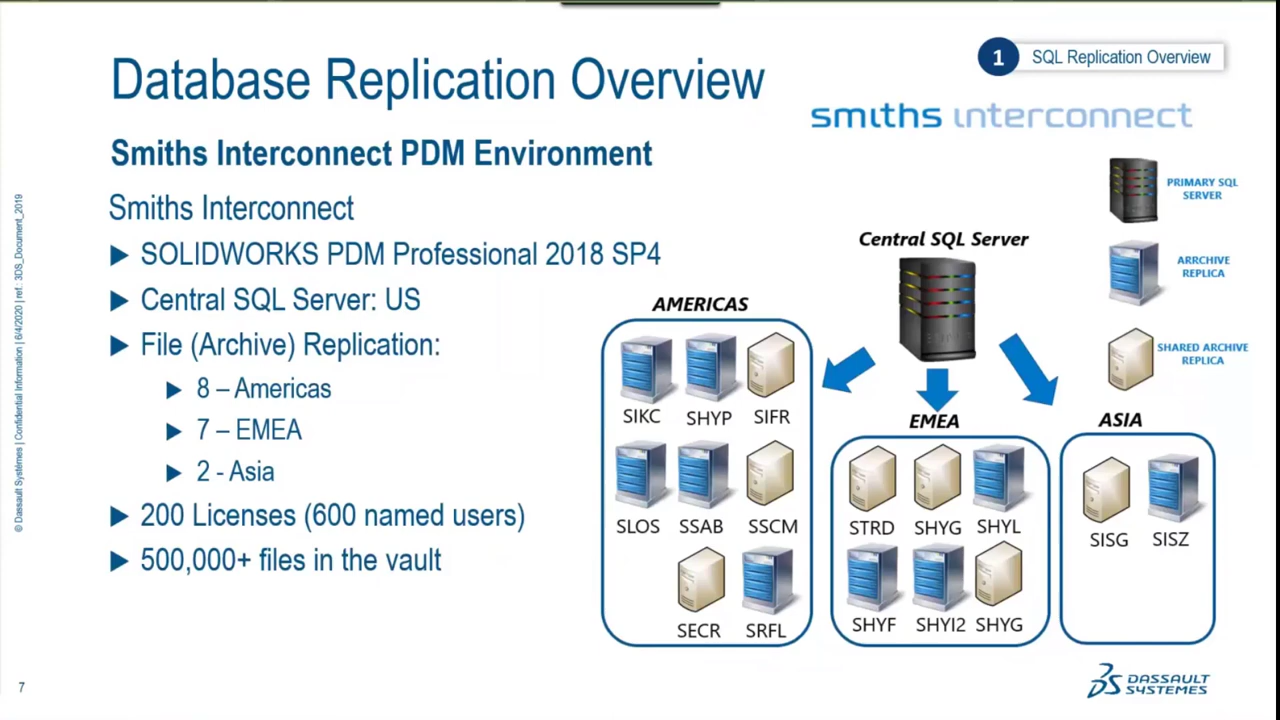 Database Replication Overview
1 SQL Replication Overview
smiths interconnect
Smiths Interconnect PDM Environment
Smiths Interconnect
SOLIDWORKS PDM Professional 2018 SP4
Central SQL Server: US
File (Archive) Replication:
8 – Americas
7 – EMEA
2 - Asia
200 Licenses (600 named users)
500,000+ files in the vault
PRIMARY SQL
SERVER
ARRCHIVE
REPLICA
SHARED ARCHIVE
REPLICA
Central SQL Server
AMERICAS
SIKC SHYP SIFR
SLOS SSAB SSCM
SECR SRFL
EMEA
STRD SHYG SHYL
SHYF SHYI2 SHYG
ASIA
SISG SISZ
© Dassault Systèmes | Confidential Information | 6/4/2020 | ref.: 3DS_Document_2019
7
DASSAULT
SYSTEMES